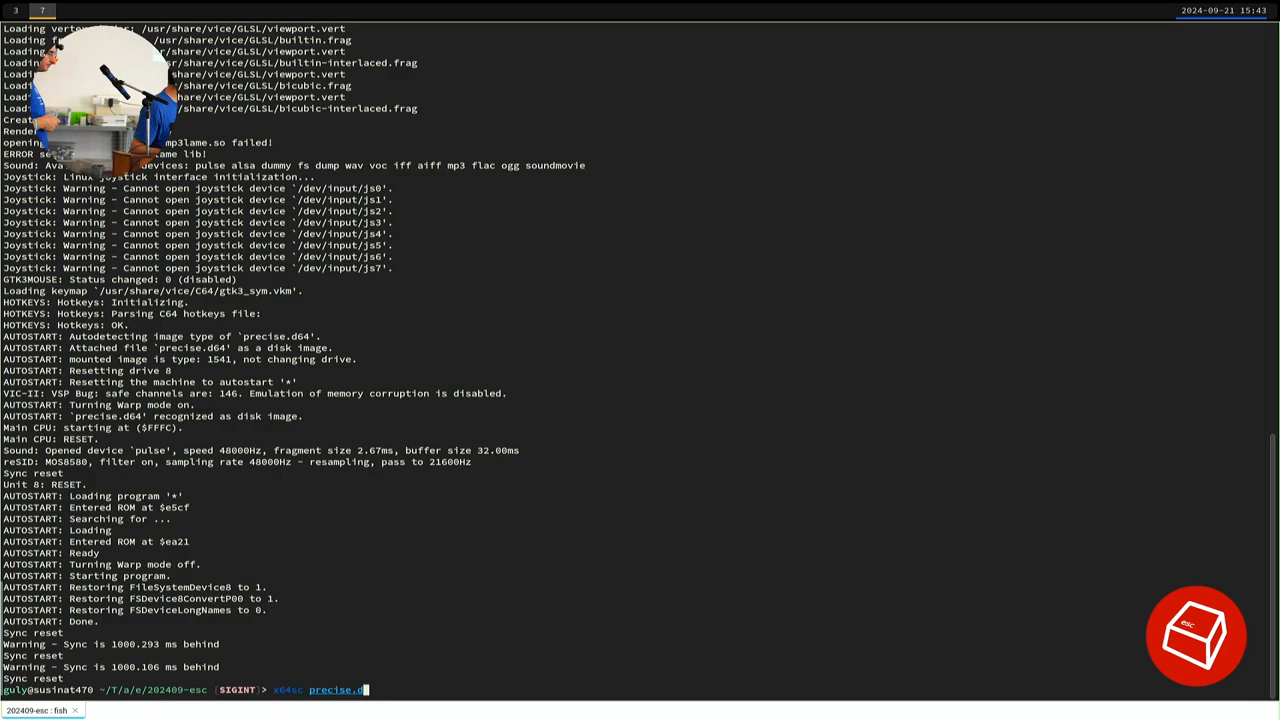 3 7 2024-09-21 15:43
Loading vertex : /usr/share/vice/GLSL/viewport.vert
Loading /usr/share/vice/GLSL/builtin.frag
Loading /share/vice/GLSL/viewport.vert
Load share/vice/GLSL/builtin-interlaced.frag
Load share/vice/GLSL/viewport.vert
Load share/vice/GLSL/bicubic.frag
Load share/vice/GLSL/viewport.vert
Load share/vice/GLSL/bicubic-interlaced.frag
Creat
Render
opening mp3lame.so failed!
ERROR lame lib!
Sound: devices: pulse alsa dummy fs dump wav voc iff aiff mp3 flac ogg soundmovie
Joystick: Linux joystick interface initialization...
Joystick: Warning - Cannot open joystick device `/dev/input/js0'.
Joystick: Warning - Cannot open joystick device `/dev/input/js1'.
Joystick: Warning - Cannot open joystick device `/dev/input/js2'.
Joystick: Warning - Cannot open joystick device `/dev/input/js3'.
Joystick: Warning - Cannot open joystick device `/dev/input/js4'.
Joystick: Warning - Cannot open joystick device `/dev/input/js5'.
Joystick: Warning - Cannot open joystick device `/dev/input/js6'.
Joystick: Warning - Cannot open joystick device `/dev/input/js7'.
GTK3MOUSE: Status changed: 0 (disabled)
Loading keymap `/usr/share/vice/C64/gtk3_sym.vkm'.
HOTKEYS: Hotkeys: Initializing.
HOTKEYS: Hotkeys: Parsing C64 hotkeys file:
HOTKEYS: Hotkeys: OK.
AUTOSTART: Autodetecting image type of `precise.d64'.
AUTOSTART: Attached file `precise.d64' as a disk image.
AUTOSTART: mounted image is type: 1541, not changing drive.
AUTOSTART: Resetting drive 8
AUTOSTART: Resetting the machine to autostart '*'
VIC-II: VSP Bug: safe channels are: 146. Emulation of memory corruption is disabled.
AUTOSTART: Turning Warp mode on.
AUTOSTART: `precise.d64' recognized as disk image.
Main CPU: starting at ($FFFC).
Main CPU: RESET.
Sound: Opened device `pulse', speed 48000Hz, fragment size 2.67ms, buffer size 32.00ms
reSID: MOS8580, filter on, sampling rate 48000Hz - resampling, pass to 21600Hz
Sync reset
Unit 8: RESET.
AUTOSTART: Loading program '*'
AUTOSTART: Entered ROM at $e5cf
AUTOSTART: Searching for ...
AUTOSTART: Loading
AUTOSTART: Entered ROM at $ea21
AUTOSTART: Ready
AUTOSTART: Turning Warp mode off.
AUTOSTART: Starting program.
AUTOSTART: Restoring FileSystemDevice8 to 1.
AUTOSTART: Restoring FSDevice8ConvertP00 to 1.
AUTOSTART: Restoring FSDeviceLongNames to 0.
AUTOSTART: Done.
Sync reset
Warning - Sync is 1000.293 ms behind
Sync reset
Warning - Sync is 1000.106 ms behind
Sync reset
guly@susinat470 ~/T/a/e/202409-esc [SIGINT]> x64sc precise.d
esc
202409-esc : fish